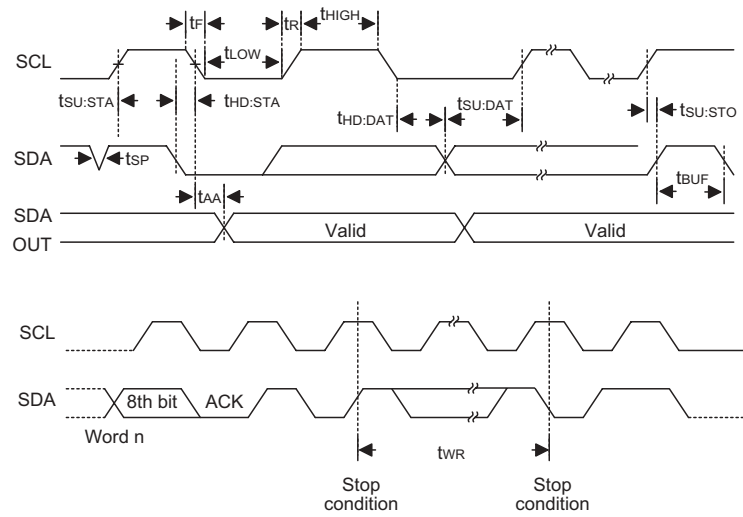 tF
tR
tHIGH
SCL
tLOW
tSU:STA
tHD:STA
tHD:DAT
tSU:DAT
tSU:STO
SDA
tSP
tBUF
tAA
SDA
OUT
Valid
Valid
SCL
SDA
8th bit
ACK
Word n
tWR
Stop
condition
Stop
condition